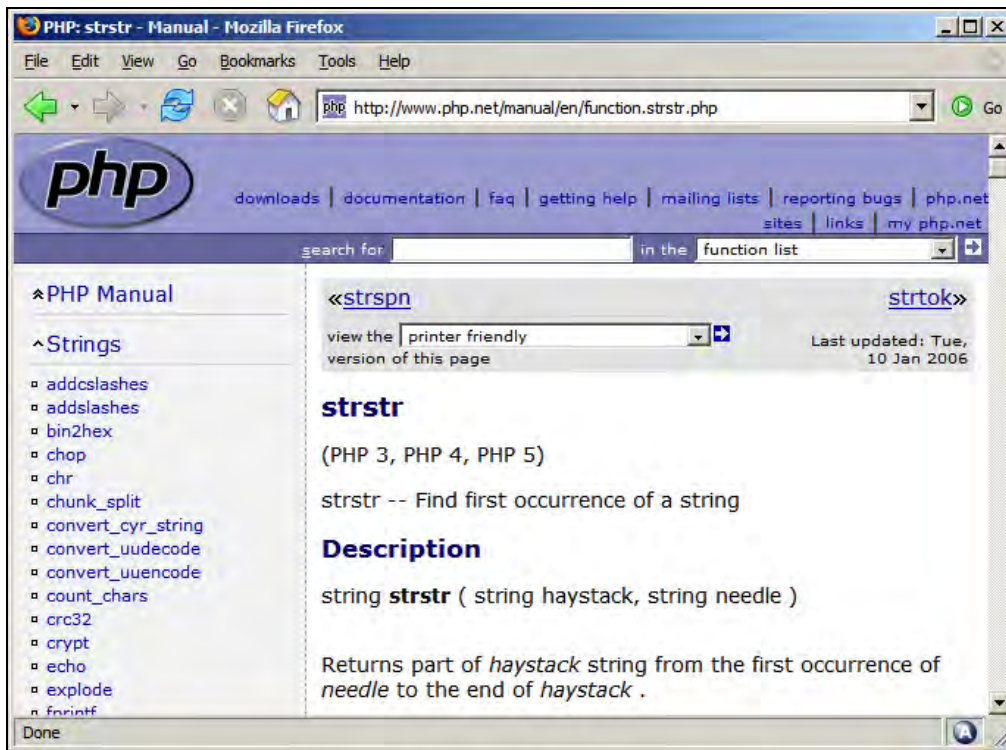 PHP: strstr - Manual - Mozilla Firefox
File Edit View Go Bookmarks Tools Help
php http://www.php.net/manual/en/function.strstr.php Go
php
downloads | documentation | faq | getting help | mailing lists | reporting bugs | php.net
sites | links | my php.net
search for in the function list
PHP Manual
Strings
addcslashes
addslashes
bin2hex
chop
chr
chunk_split
convert_cyr_string
convert_uudecode
convert_uuencode
count_chars
crc32
crypt
echo
explode
fprintf
«strspn strtok»
view the printer friendly
version of this page
Last updated: Tue,
10 Jan 2006
strstr
(PHP 3, PHP 4, PHP 5)
strstr -- Find first occurrence of a string
Description
string strstr ( string haystack, string needle )
Returns part of haystack string from the first occurrence of
needle to the end of haystack .
Done